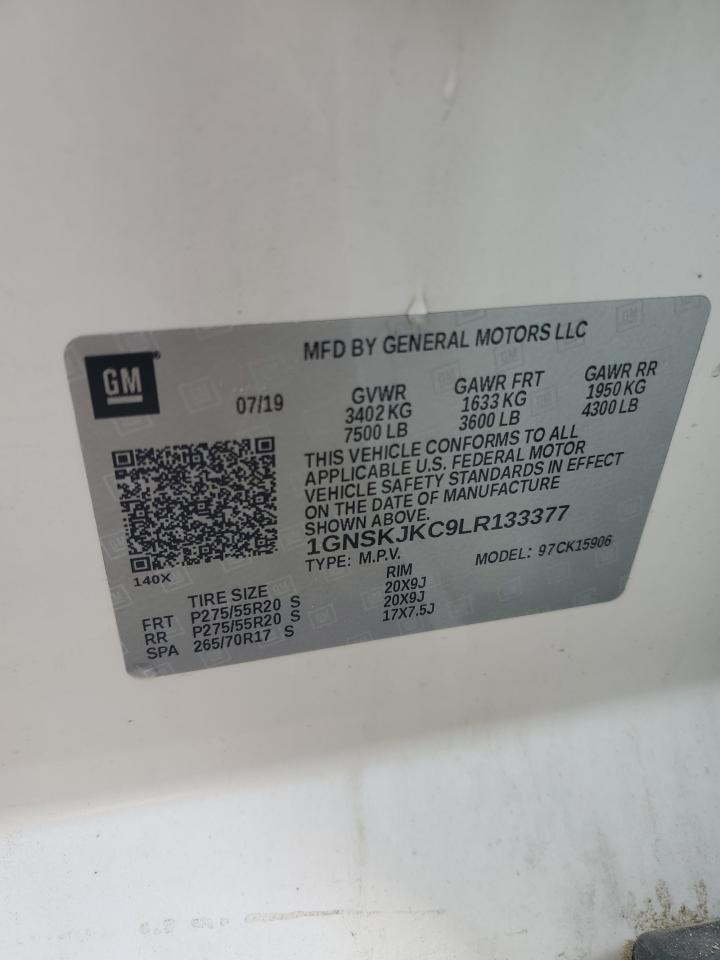 MFD BY GENERAL MOTORS LLC
GM
07/19
GVWR
3402 KG
7500 LB
GAWR FRT
1633 KG
3600 LB
GAWR RR
1950 KG
4300 LB
THIS VEHICLE CONFORMS TO ALL
APPLICABLE U.S. FEDERAL MOTOR
VEHICLE SAFETY STANDARDS IN EFFECT
ON THE DATE OF MANUFACTURE
SHOWN ABOVE.
1GNSKJKC9LR133377
TYPE: M.P.V.
MODEL: 97CK15906
140X
TIRE SIZE
RIM
FRT P275/55R20 S 20X9J
RR P275/55R20 S 20X9J
SPA 265/70R17 S 17X7.5J